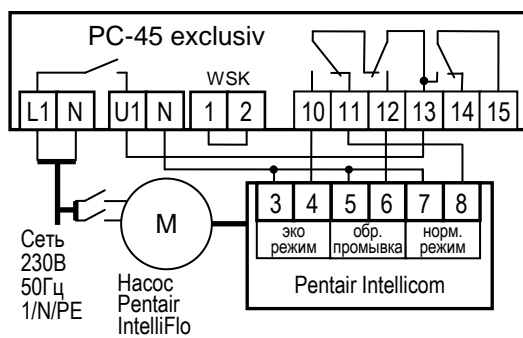 PC-45 exclusiv
WSK
L1 N U1 N 1 2 10 11 12 13 14 15
3 4 5 6 7 8
эко режим
обр. промывка
норм. режим
Pentair Intellicom
M
Сеть
230В
50Гц
1/N/PE
Насос
Pentair
IntelliFlo